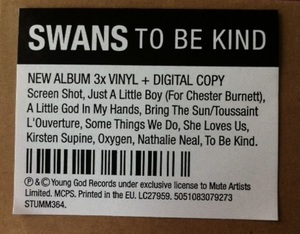 SWANS TO BE KIND
NEW ALBUM 3x VINYL + DIGITAL COPY
Screen Shot, Just A Little Boy (For Chester Burnett),
A Little God In My Hands, Bring The Sun/Toussaint
L'Ouverture, Some Things We Do, She Loves Us,
Kirsten Supine, Oxygen, Nathalie Neal, To Be Kind.
Ⓟ & © Young God Records under exclusive license to Mute Artists
Limited. MCPS. Printed in the EU. LC27959. 5051083079273
STUMM364.